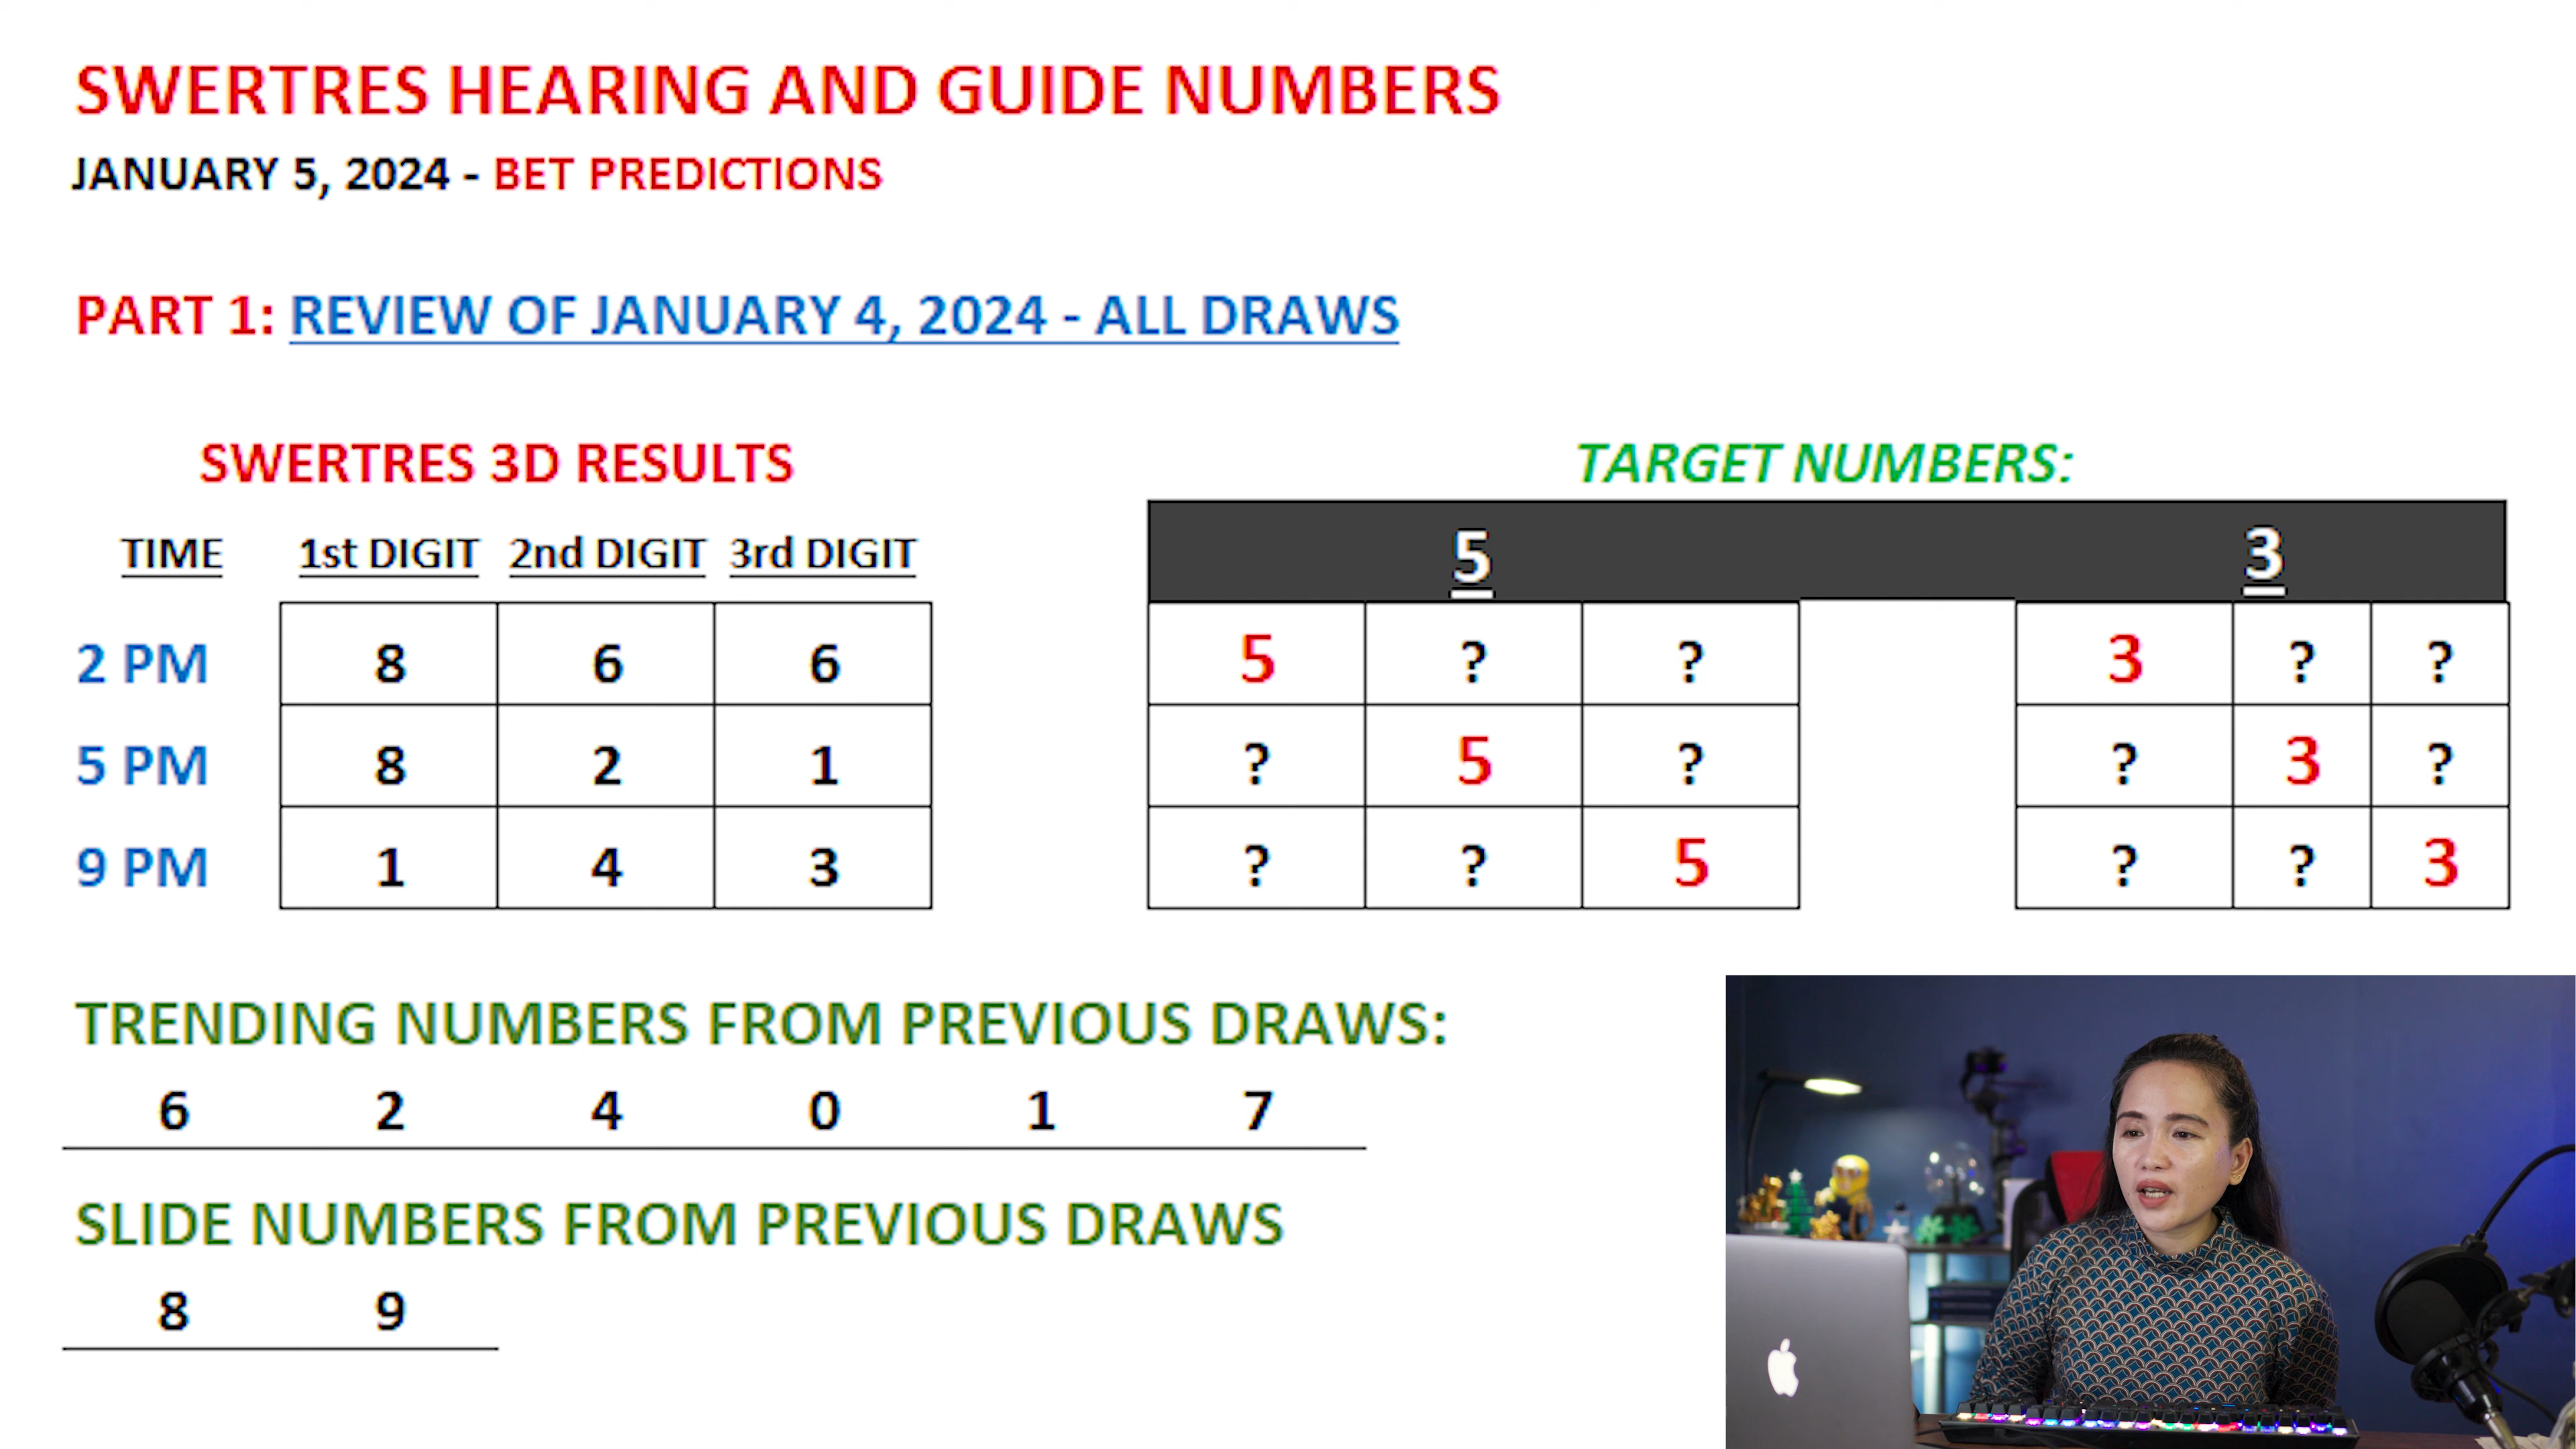 SWERTRES HEARING AND GUIDE NUMBERS
JANUARY 5, 2024 - BET PREDICTIONS
PART 1: REVIEW OF JANUARY 4, 2024 - ALL DRAWS
SWERTRES 3D RESULTS
TIME 1st DIGIT 2nd DIGIT 3rd DIGIT
2 PM 8 6 6
5 PM 8 2 1
9 PM 1 4 3
TARGET NUMBERS:
5 3
5 ? ? 3 ? ?
? 5 ? ? 3 ?
? ? 5 ? ? 3
TRENDING NUMBERS FROM PREVIOUS DRAWS:
6 2 4 0 1 7
SLIDE NUMBERS FROM PREVIOUS DRAWS
8 9